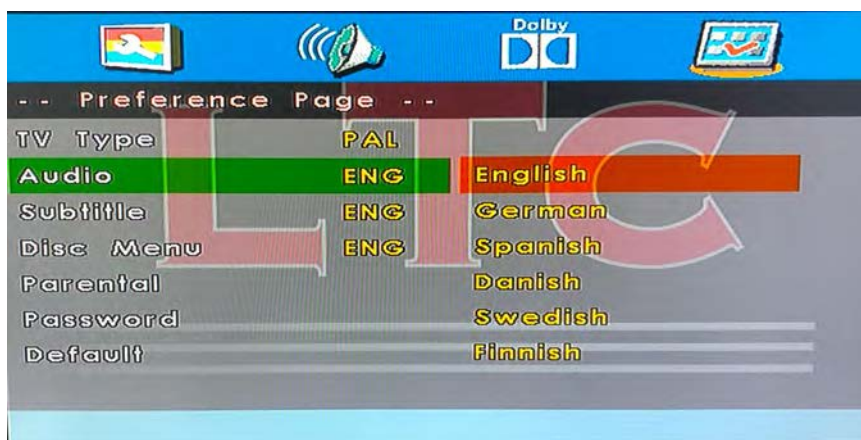 Dolby
-- Preference Page --
LTC
TV Type PAL
Audio ENG English
Subtitle ENG German
Disc Menu ENG Spanish
Parental Danish
Password Swedish
Default Finnish